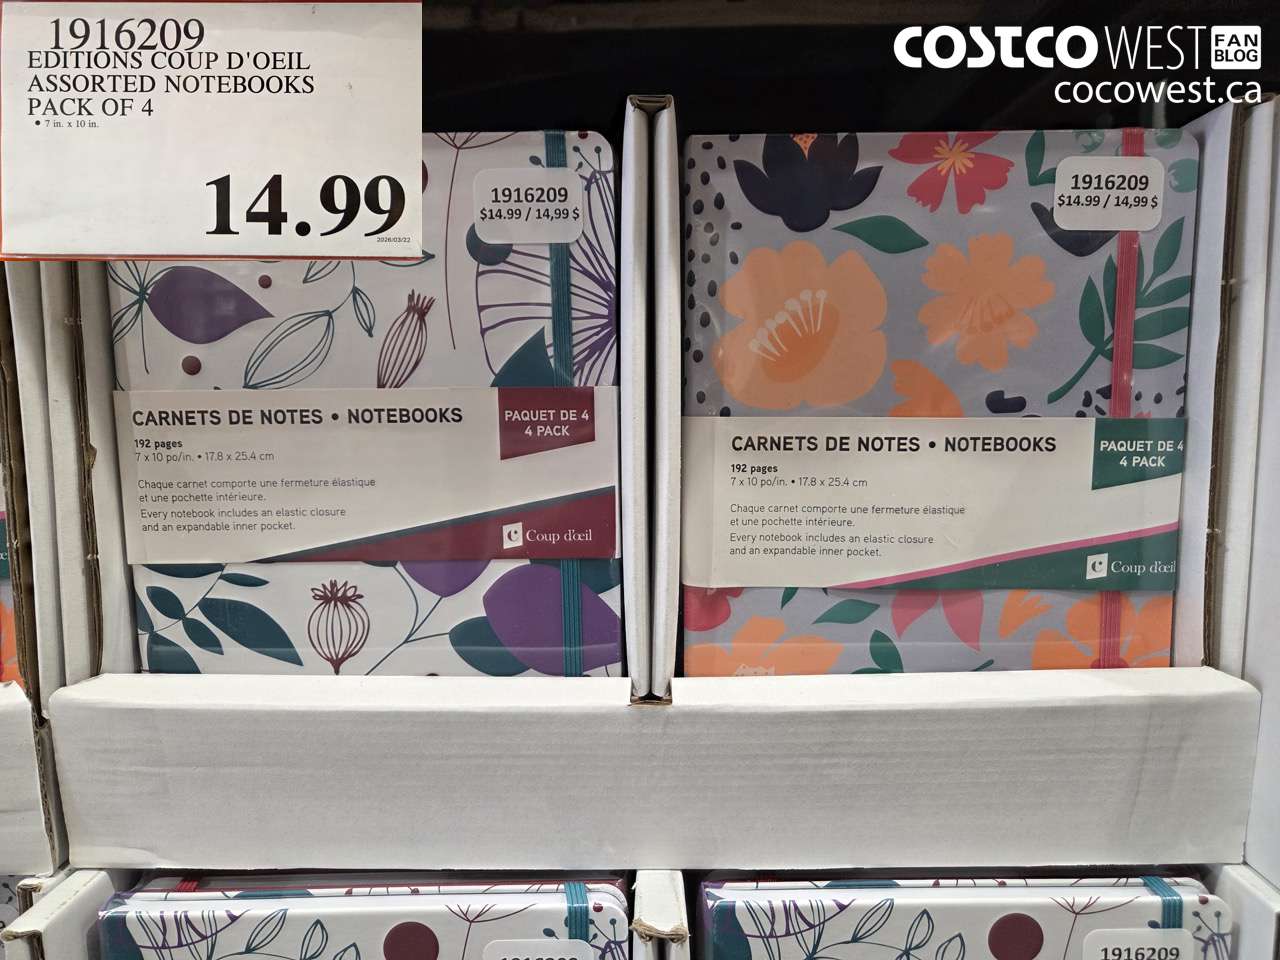 1916209
EDITIONS COUP D'OEIL
ASSORTED NOTEBOOKS
PACK OF 4
• 7 in. x 10 in.
14.99
2026/03/22
COSTCO WEST FAN BLOG
cocowest.ca
1916209
$14.99 / 14,99 $
CARNETS DE NOTES • NOTEBOOKS
192 pages
7 x 10 po/in. • 17.8 x 25.4 cm
Chaque carnet comporte une fermeture élastique
et une pochette intérieure.
Every notebook includes an elastic closure
and an expandable inner pocket.
PAQUET DE 4
4 PACK
Coup d'œil
1916209
$14.99 / 14,99 $
CARNETS DE NOTES • NOTEBOOKS
192 pages
7 x 10 po/in. • 17.8 x 25.4 cm
Chaque carnet comporte une fermeture élastique
et une pochette intérieure.
Every notebook includes an elastic closure
and an expandable inner pocket.
PAQUET DE 4
4 PACK
Coup d'œil
1916209
1916209